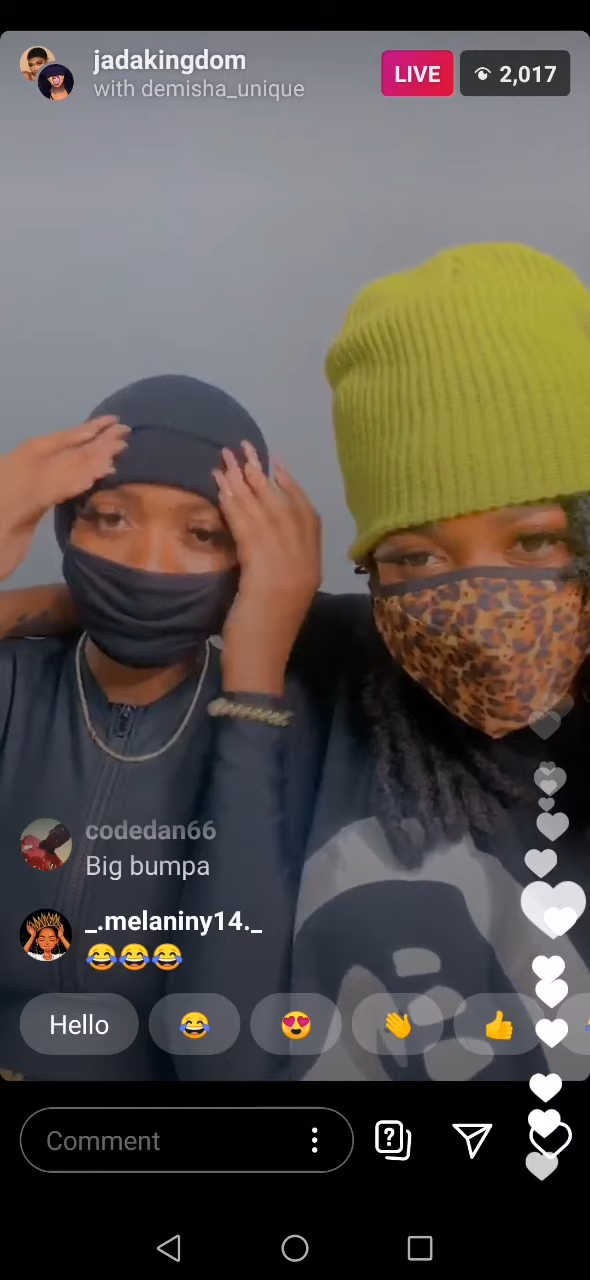 jadakingdom
with demisha_unique
LIVE
2,017
codedan66
Big bumpa
_.melaniny14._
😂😂😂
Hello
Comment